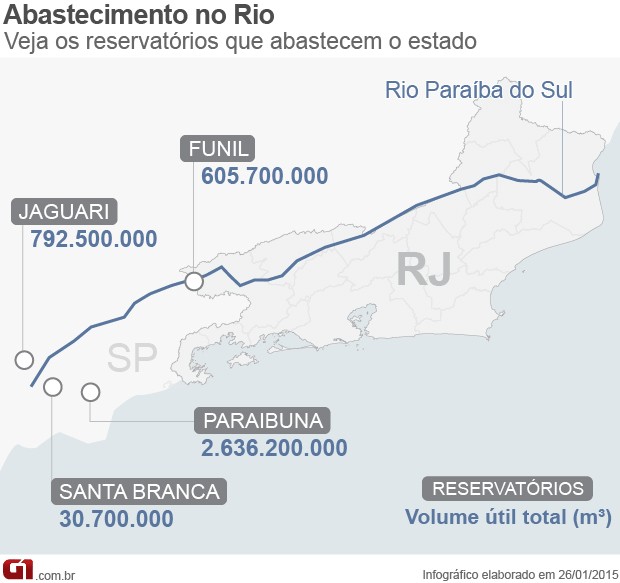 Abastecimento no Rio
Veja os reservatórios que abastecem o estado
Rio Paraíba do Sul
FUNIL
605.700.000
JAGUARI
792.500.000
RJ
SP
PARAIBUNA
2.636.200.000
SANTA BRANCA
30.700.000
RESERVATÓRIOS
Volume útil total (m³)
G1.com.br
Infográfico elaborado em 26/01/2015